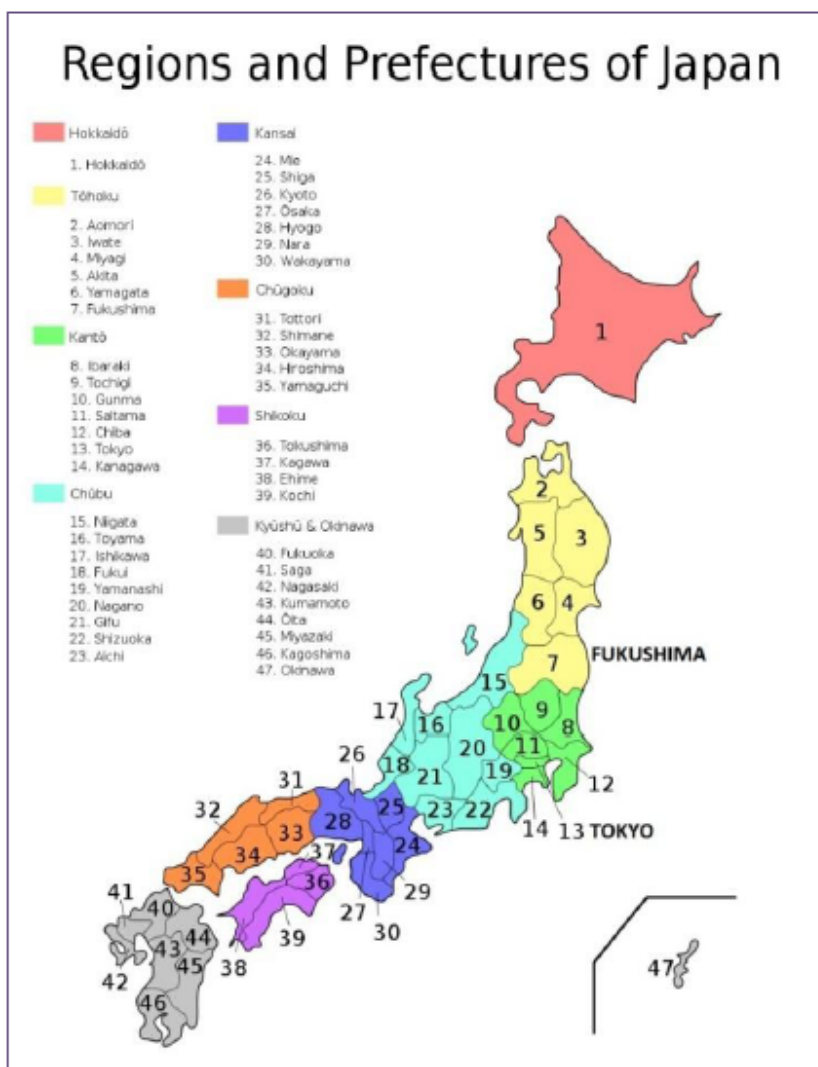 Regions and Prefectures of Japan
Hokkaidō
1. Hokkaidō
Tōhoku
2. Aomori
3. Iwate
4. Miyagi
5. Akita
6. Yamagata
7. Fukushima
Kantō
8. Ibaraki
9. Tochigi
10. Gunma
11. Saitama
12. Chiba
13. Tokyo
14. Kanagawa
Chūbu
15. Niigata
16. Toyama
17. Ishikawa
18. Fukui
19. Yamanashi
20. Nagano
21. Gifu
22. Shizuoka
23. Aichi
Kansai
24. Mie
25. Shiga
26. Kyoto
27. Ōsaka
28. Hyogo
29. Nara
30. Wakayama
Chūgoku
31. Tottori
32. Shimane
33. Okayama
34. Hiroshima
35. Yamaguchi
Shikoku
36. Tokushima
37. Kagawa
38. Ehime
39. Kochi
Kyūshū & Okinawa
40. Fukuoka
41. Saga
42. Nagasaki
43. Kumamoto
44. Ōita
45. Miyazaki
46. Kagoshima
47. Okinawa
1
2
5
3
6
4
7
FUKUSHIMA
15
9
17
16
10
8
20
11
26
18
21
19
12
31
25
23
22
14
13
TOKYO
32
28
33
24
34
37
35
36
29
41
40
27
30
44
39
43
47
42
45
38
46